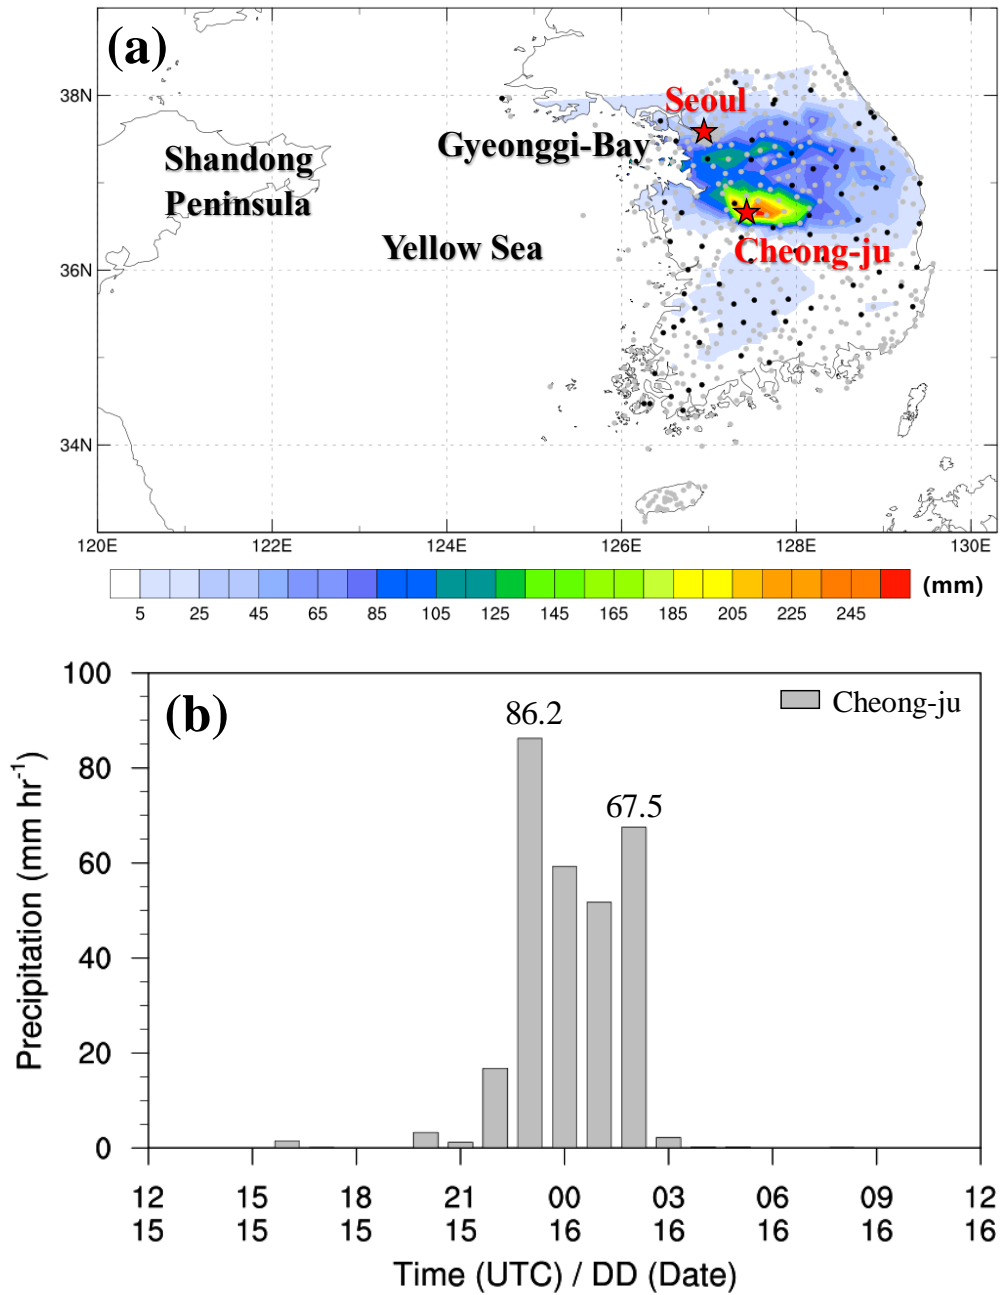 (a)
38N
Seoul
Gyeonggi-Bay
Shandong
Peninsula
Yellow Sea
Cheong-ju
36N
34N
120E 122E 124E 126E 128E 130E
(mm)
5 25 45 65 85 105 125 145 165 185 205 225 245
(b)
Cheong-ju
86.2
67.5
100
80
60
40
20
0
Precipitation (mm hr-1)
12 15 18 21 00 03 06 09 12
15 15 15 15 16 16 16 16 16
Time (UTC) / DD (Date)